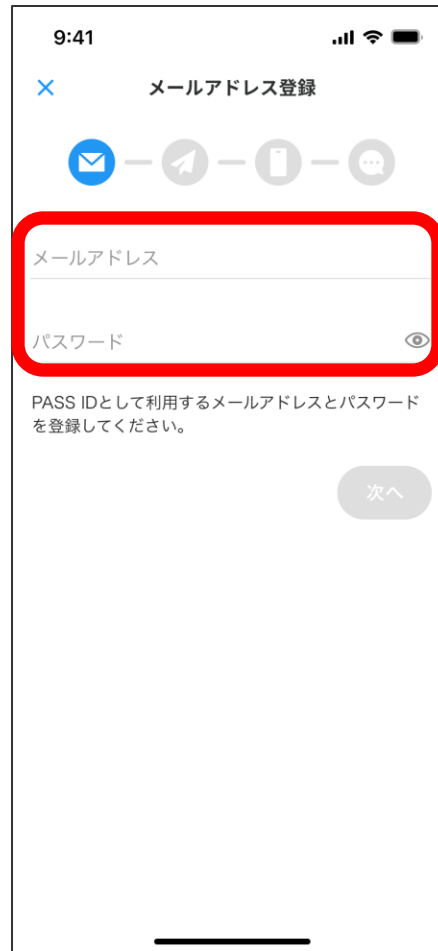 9:41
メールアドレス登録
メールアドレス
パスワード
PASS IDとして利用するメールアドレスとパスワード
を登録してください。
次へ